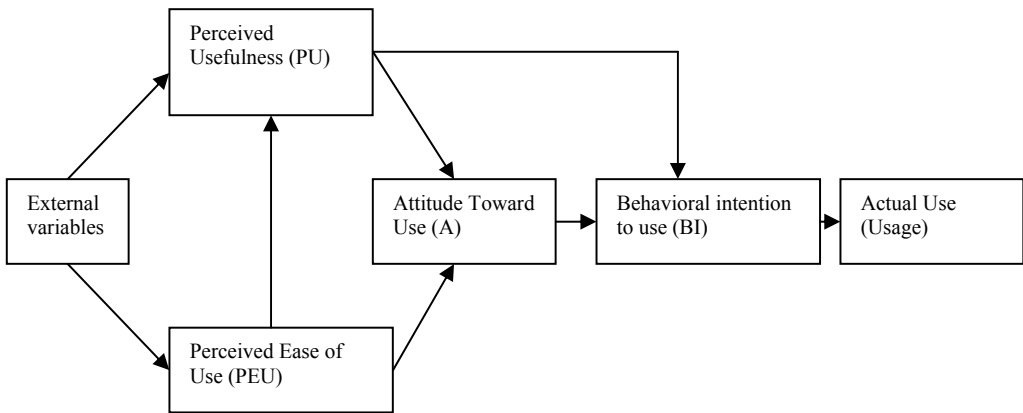 Perceived
Usefulness (PU)
External
variables
Attitude Toward
Use (A)
Behavioral intention
to use (BI)
Actual Use
(Usage)
Perceived Ease of
Use (PEU)